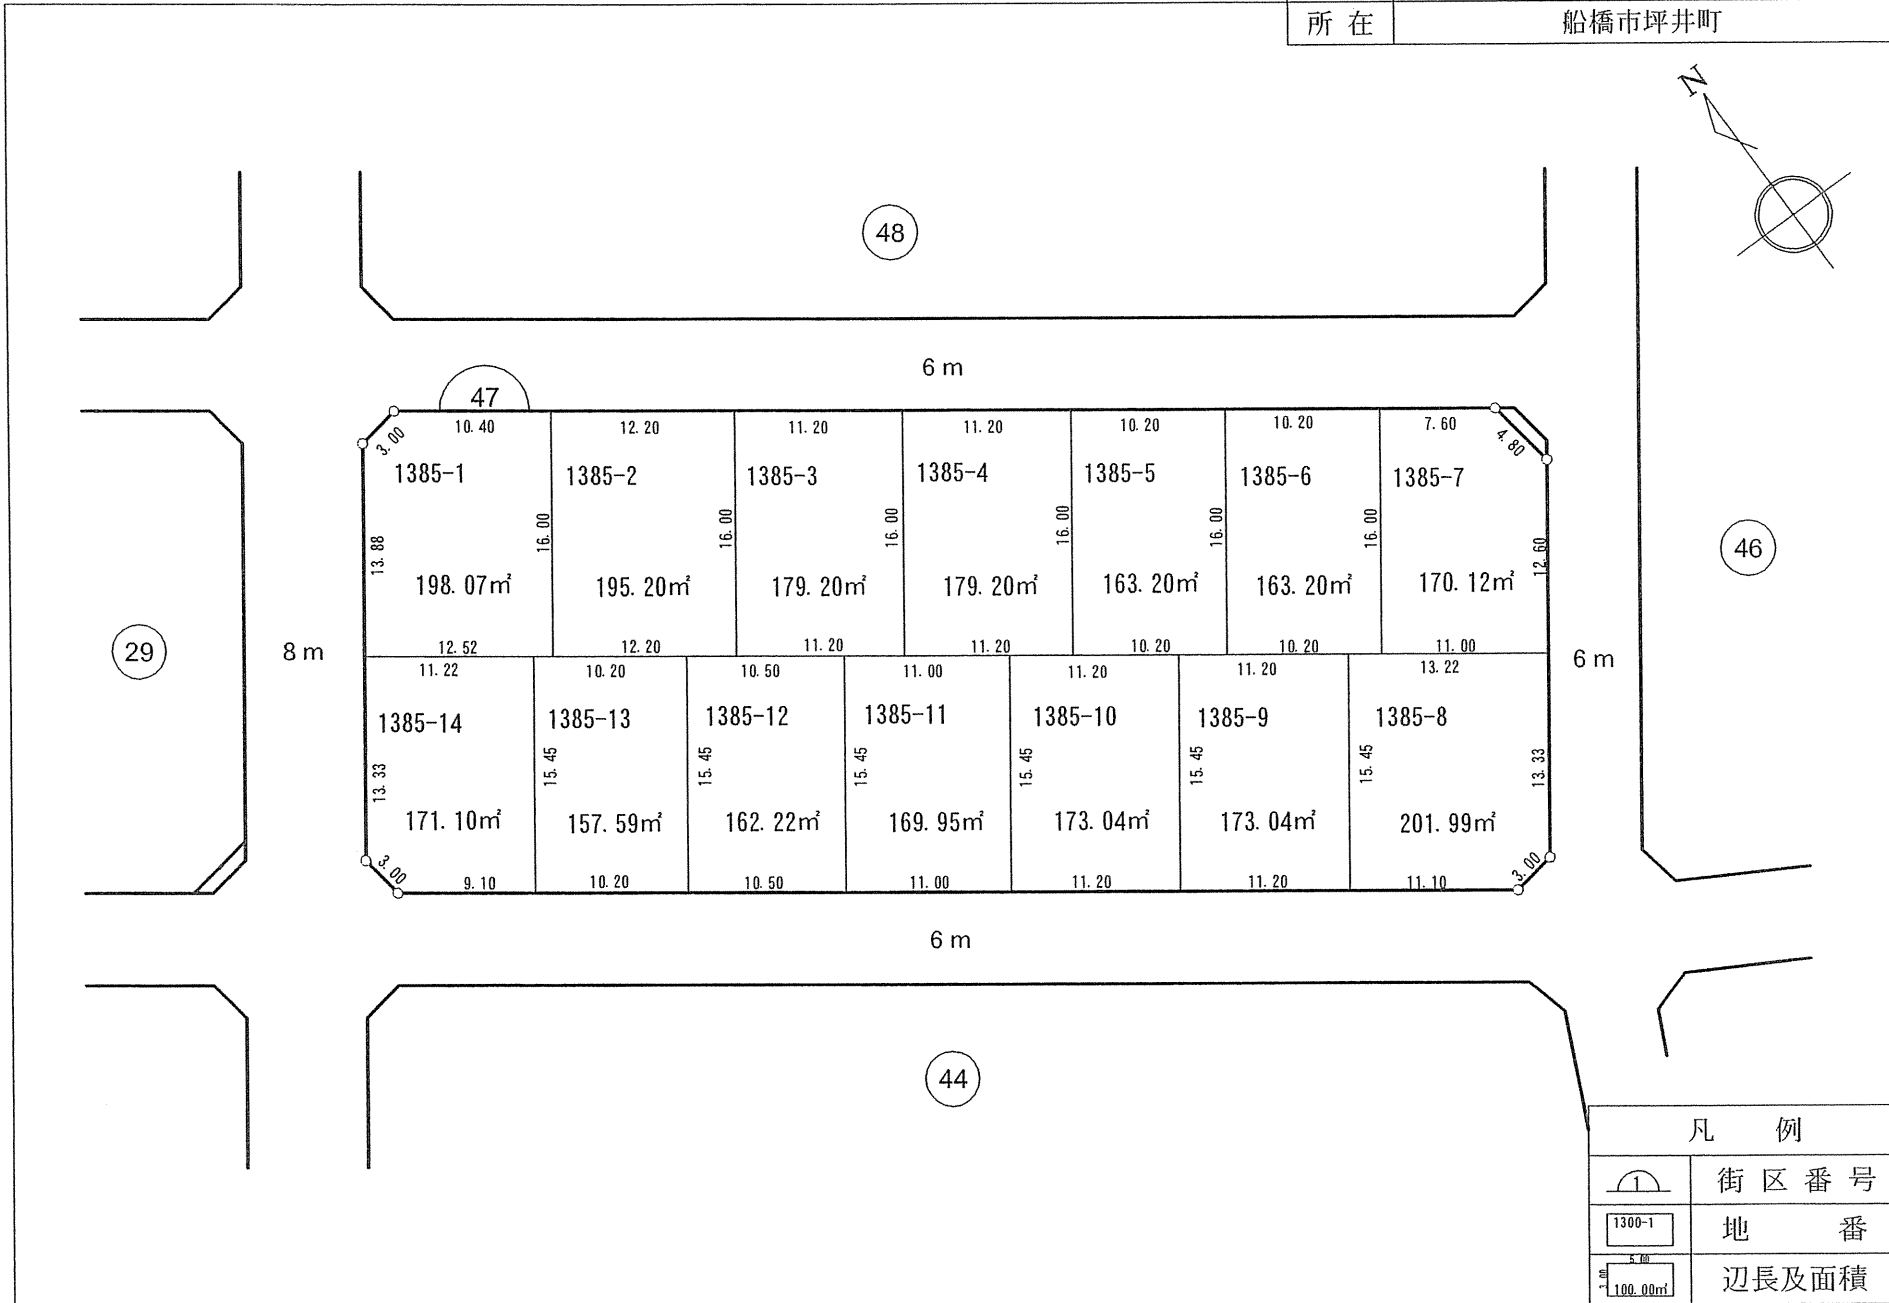 所在 船橋市坪井町
N
48
6 m
47
10.40 12.20 11.20 11.20 10.20 10.20 7.60
3.00 4.80
1385-1 1385-2 1385-3 1385-4 1385-5 1385-6 1385-7
13.88 16.00 16.00 16.00 16.00 16.00 16.00 12.60
46
198.07㎡ 195.20㎡ 179.20㎡ 179.20㎡ 163.20㎡ 163.20㎡ 170.12㎡
12.52 12.20 11.20 11.20 10.20 10.20 11.00
29 8 m 6 m
11.22 10.20 10.50 11.00 11.20 11.20 13.22
1385-14 1385-13 1385-12 1385-11 1385-10 1385-9 1385-8
13.33 15.45 15.45 15.45 15.45 15.45 15.45 13.33
171.10㎡ 157.59㎡ 162.22㎡ 169.95㎡ 173.04㎡ 173.04㎡ 201.99㎡
3.00 3.00
9.10 10.20 10.50 11.00 11.20 11.20 11.10
6 m
44
凡例
1 街区番号
1300-1 地番
5.00
3.00 100.00㎡ 辺長及面積